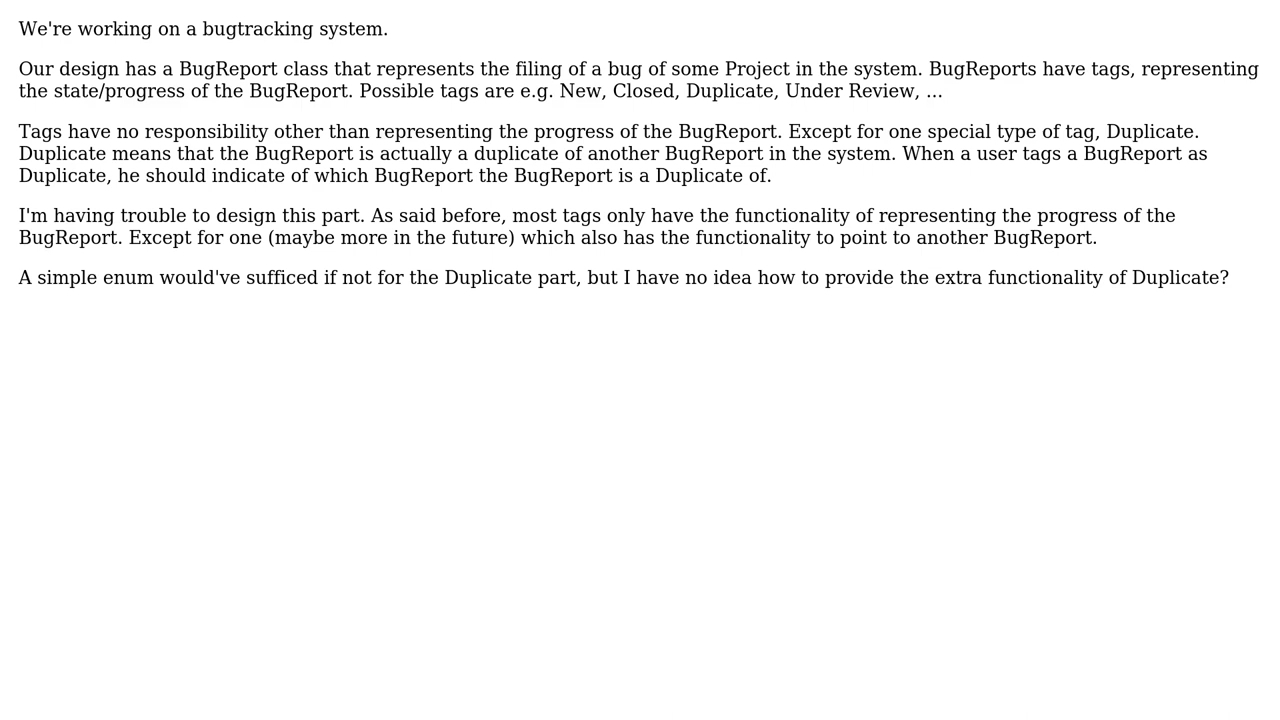 We're working on a bugtracking system.
Our design has a BugReport class that represents the filing of a bug of some Project in the system. BugReports have tags, representing
the state/progress of the BugReport. Possible tags are e.g. New, Closed, Duplicate, Under Review, ...
Tags have no responsibility other than representing the progress of the BugReport. Except for one special type of tag, Duplicate.
Duplicate means that the BugReport is actually a duplicate of another BugReport in the system. When a user tags a BugReport as
Duplicate, he should indicate of which BugReport the BugReport is a Duplicate of.
I'm having trouble to design this part. As said before, most tags only have the functionality of representing the progress of the
BugReport. Except for one (maybe more in the future) which also has the functionality to point to another BugReport.
A simple enum would've sufficed if not for the Duplicate part, but I have no idea how to provide the extra functionality of Duplicate?